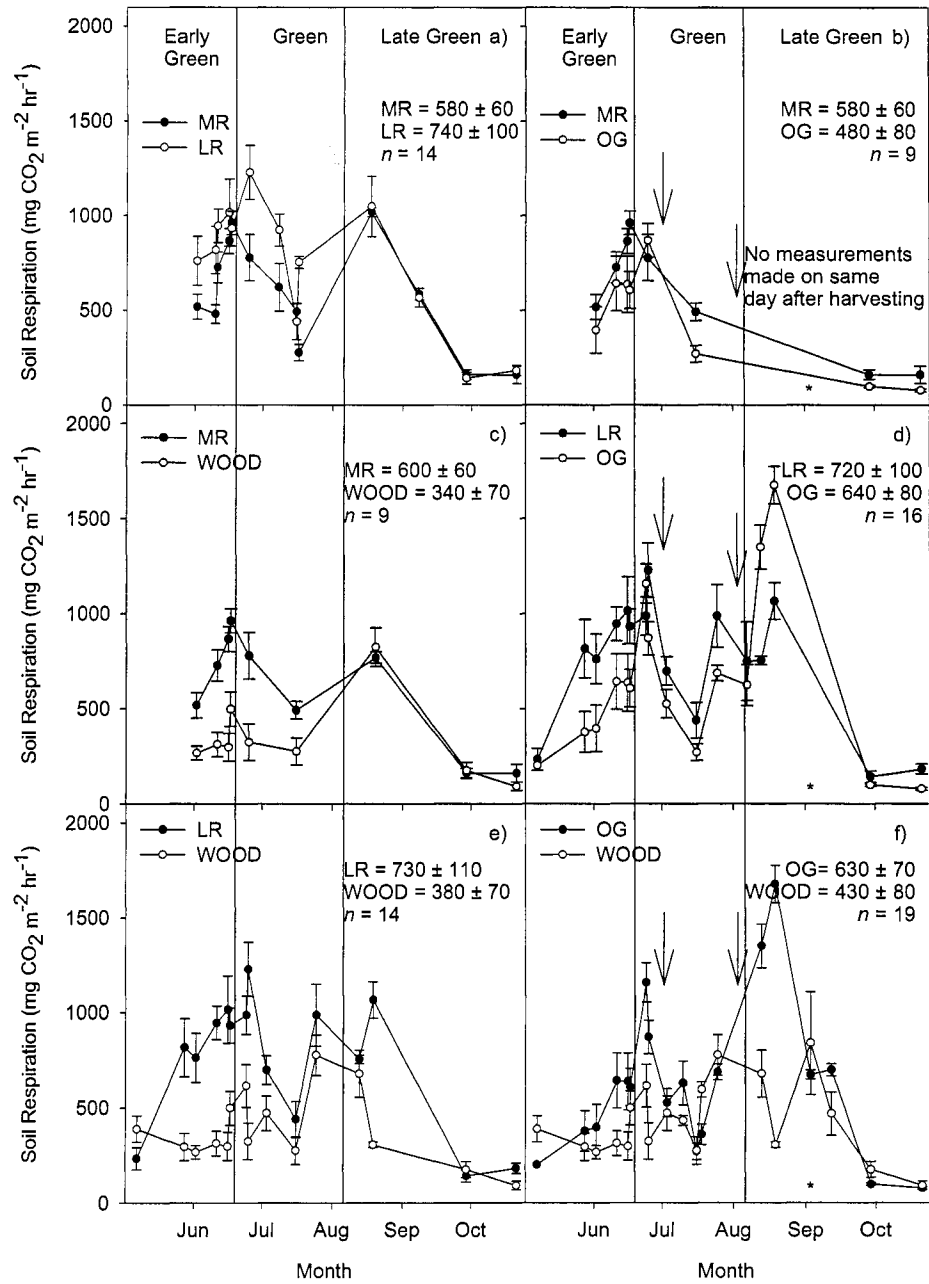 2000
1500
1000
500
0
Soil Respiration (mg CO2 m-2 hr-1)
Early Green
Green
Late Green a)
MR
LR
MR = 580 ± 60
LR = 740 ± 100
n = 14
Early Green
Green
Late Green b)
MR
OG
MR = 580 ± 60
OG = 480 ± 80
n = 9
No measurements
made on same
day after harvesting
*
2000
1500
1000
500
0
Soil Respiration (mg CO2 m-2 hr-1)
c)
MR
WOOD
MR = 600 ± 60
WOOD = 340 ± 70
n = 9
d)
LR
OG
LR = 720 ± 100
OG = 640 ± 80
n = 16
*
2000
1500
1000
500
0
Soil Respiration (mg CO2 m-2 hr-1)
e)
LR
WOOD
LR = 730 ± 110
WOOD = 380 ± 70
n = 14
f)
OG
WOOD
OG= 630 ± 70
WOOD = 430 ± 80
n = 19
*
Jun Jul Aug Sep Oct
Month
Jun Jul Aug Sep Oct
Month